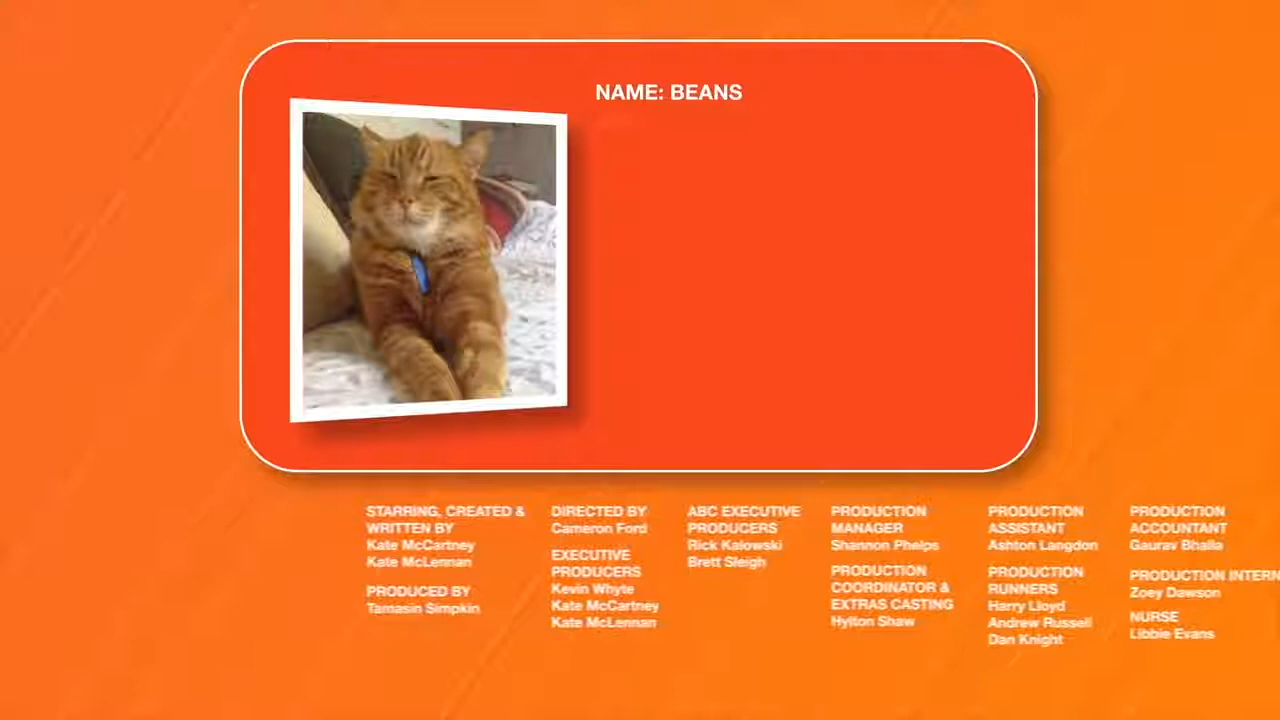 NAME: BEANS
STARRING, CREATED &
WRITTEN BY
Kate McCartney
Kate McLennan
PRODUCED BY
Tamasin Simpkin
DIRECTED BY
Cameron Ford
EXECUTIVE
PRODUCERS
Kevin Whyte
Kate McCartney
Kate McLennan
ABC EXECUTIVE
PRODUCERS
Rick Kalowski
Brett Sleigh
PRODUCTION
MANAGER
Shannon Phelps
PRODUCTION
COORDINATOR &
EXTRAS CASTING
Hylton Shaw
PRODUCTION
ASSISTANT
Ashton Langdon
PRODUCTION
RUNNERS
Harry Lloyd
Andrew Russell
Dan Knight
PRODUCTION
ACCOUNTANT
Gaurav Bhalla
PRODUCTION INTERN
Zoey Dawson
NURSE
Libbie Evans